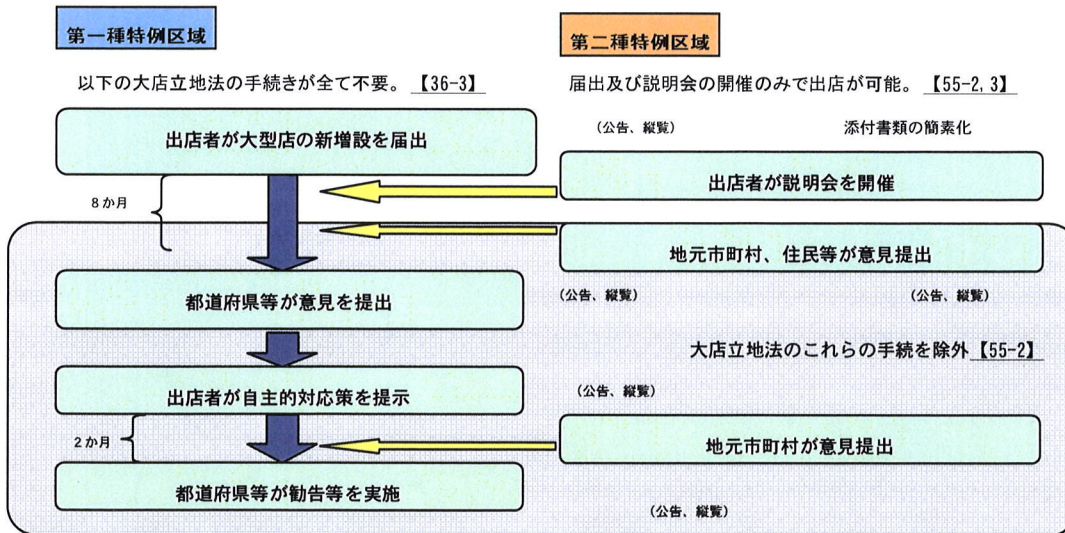 第一種特例区域
第二種特例区域
以下の大店立地法の手続きが全て不要。【36-3】
届出及び説明会の開催のみで出店が可能。【55-2, 3】
(公告、縦覧)
添付書類の簡素化
出店者が大型店の新増設を届出
出店者が説明会を開催
8か月
地元市町村、住民等が意見提出
都道府県等が意見を提出
(公告、縦覧)
(公告、縦覧)
大店立地法のこれらの手続を除外【55-2】
出店者が自主的対応策を提示
(公告、縦覧)
2か月
地元市町村が意見提出
都道府県等が勧告等を実施
(公告、縦覧)